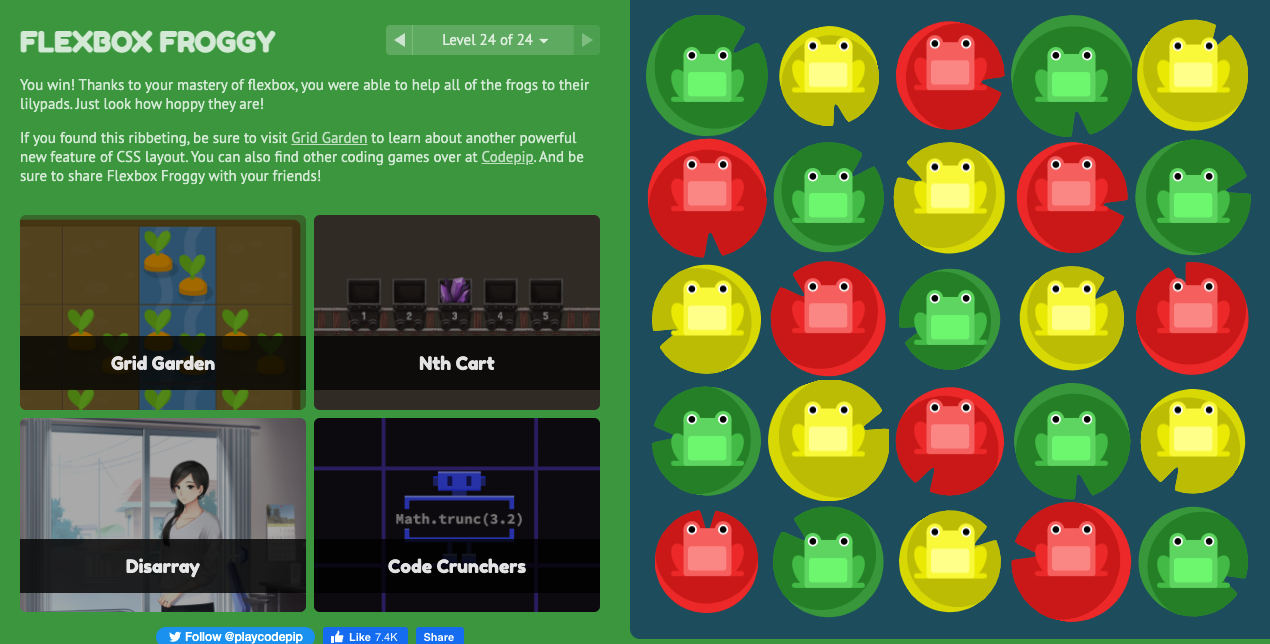 FLEXBOX FROGGY
Level 24 of 24
You win! Thanks to your mastery of flexbox, you were able to help all of the frogs to their
lilypads. Just look how hoppy they are!
If you found this ribbeting, be sure to visit Grid Garden to learn about another powerful
new feature of CSS layout. You can also find other coding games over at Codepip. And be
sure to share Flexbox Froggy with your friends!
Grid Garden
1 2 3 4 5
Nth Cart
Disarray
Math.trunc(3.2)
Code Crunchers
Follow @playcodepip
Like 7.4K
Share